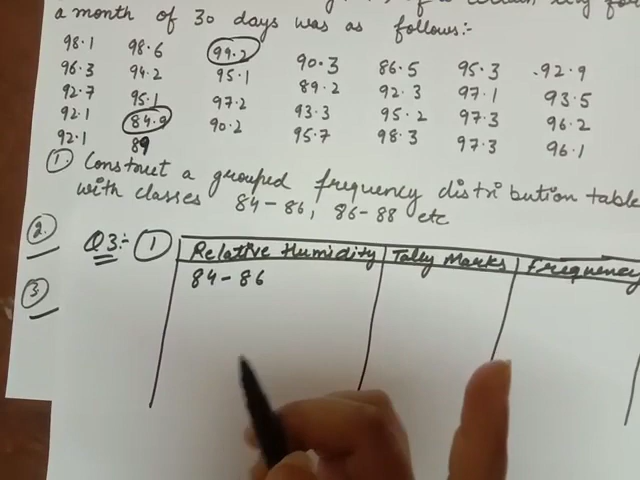 a month of 30 days was as follows:-
98.1 98.6 99.2 90.3 86.5 95.3 92.9
96.3 94.2 95.1 89.2 92.3 97.1 93.5
92.7 95.1 97.2 93.3 95.2 97.3 96.2
92.1 84.9 90.2 95.7 98.3 97.3 96.1
92.1 89
① Construct a grouped frequency distribution table
with classes 84-86, 86-88 etc
2.
Q3:- ① Relative Humidity Tally Marks Frequency
3. 84-86